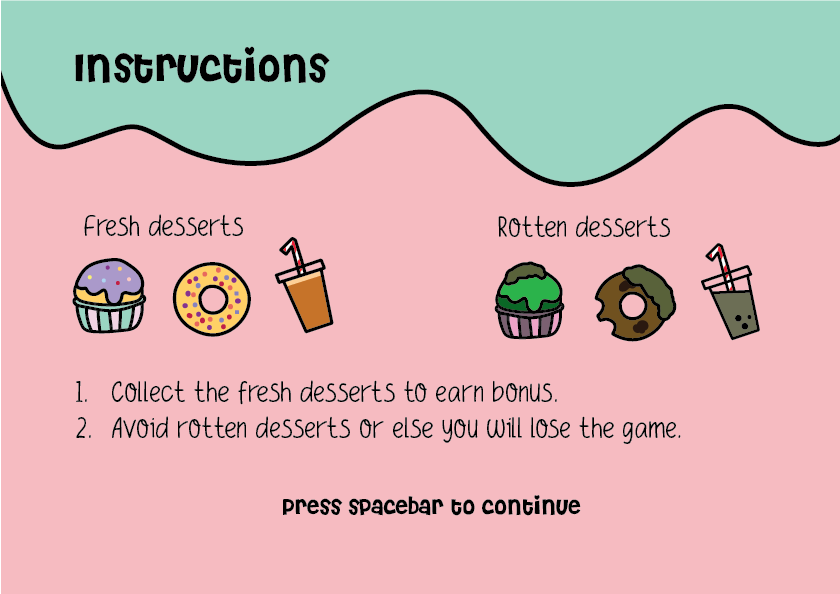 Instructions
Fresh desserts
Rotten desserts
1. Collect the fresh desserts to earn bonus.
2. Avoid rotten desserts or else you will lose the game.
press spacebar to continue